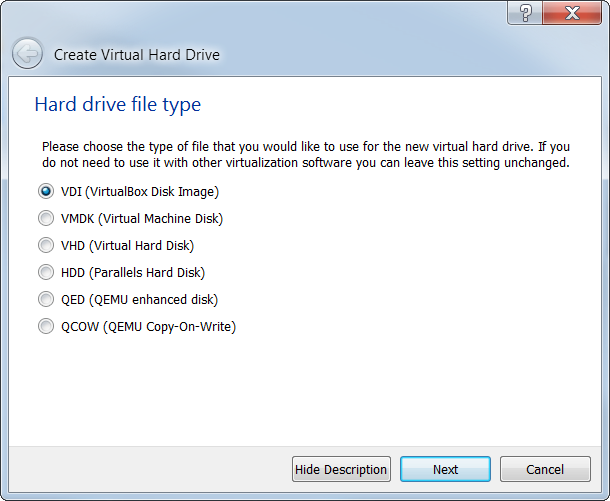 ?
Create Virtual Hard Drive
Hard drive file type
Please choose the type of file that you would like to use for the new virtual hard drive. If you
do not need to use it with other virtualization software you can leave this setting unchanged.
VDI (VirtualBox Disk Image)
VMDK (Virtual Machine Disk)
VHD (Virtual Hard Disk)
HDD (Parallels Hard Disk)
QED (QEMU enhanced disk)
QCOW (QEMU Copy-On-Write)
Hide Description Next Cancel